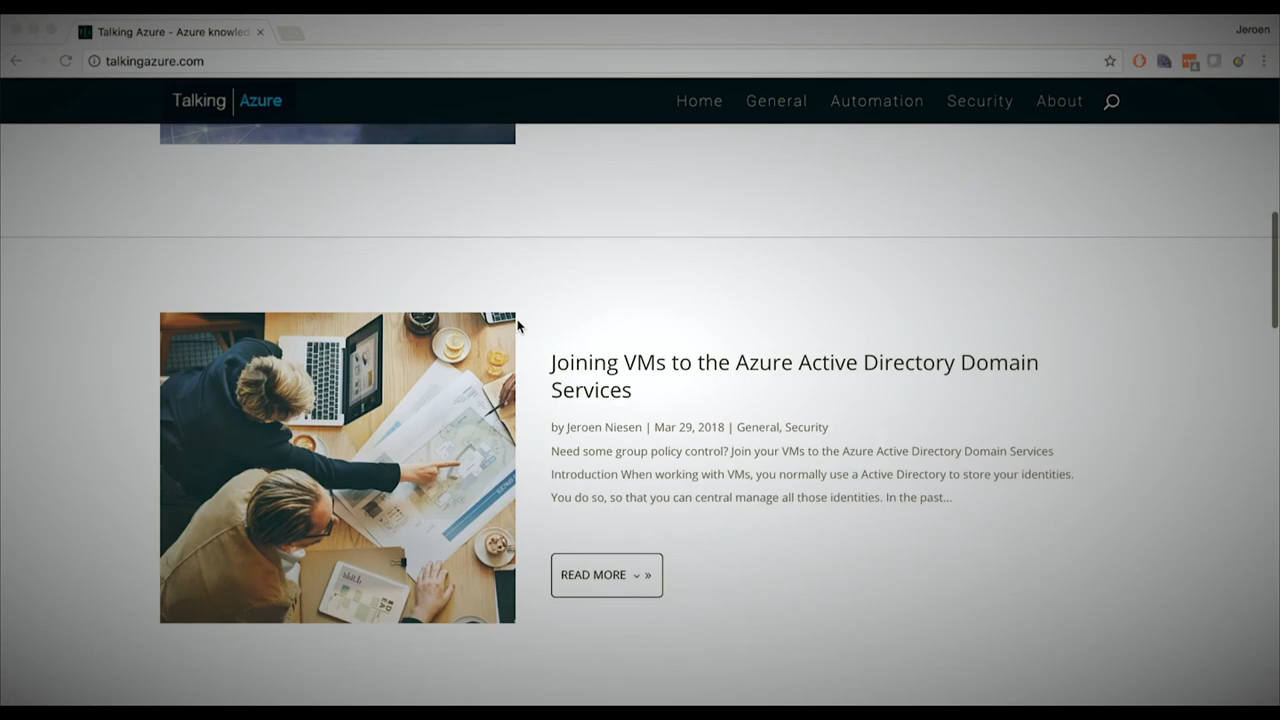 Talking Azure - Azure knowled
Jeroen
talkingazure.com
Talking Azure
Home General Automation Security About
Joining VMs to the Azure Active Directory Domain
Services
by Jeroen Niesen | Mar 29, 2018 | General, Security
Need some group policy control? Join your VMs to the Azure Active Directory Domain Services
Introduction When working with VMs, you normally use a Active Directory to store your identities.
You do so, so that you can central manage all those identities. In the past...
READ MORE »